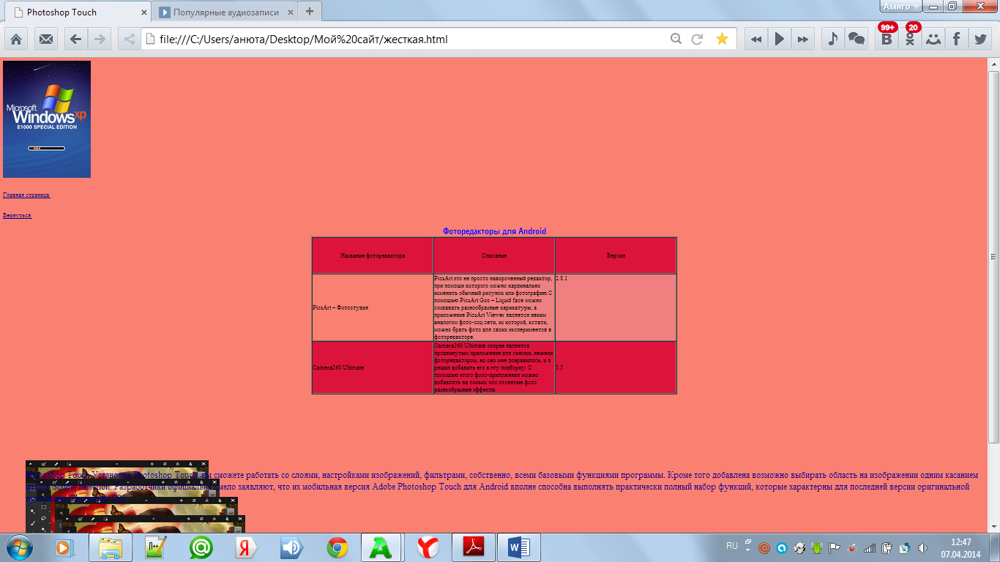 Photoshop Touch
Популярные аудиозаписи
Амиго
file:///C:/Users/анюта/Desktop/Мой%20сайт/жесткая.html
99+
20
Microsoft
Windows xp
E1000 SPECIAL EDITION
Главная страница
Вернуться
Фоторедакторы для Android
Название фоторедактора
Описание
Версия
PicsArt – Фотостудия
PicsArt это не просто навороченный редактор,
при помощи которого можно кардинально
изменить обычный рисунок или фотографию.С
помощью PicsArt Goo – Liquid face можно
создавать разнообразные карикатуры, а
приложение PicsArt Viewer является неким
аналогом фото-соц.сети, из которой, кстати,
можно брать фото для своих экспериментов в
фоторедакторе.
2.8.1
Camera360 Ultimate
Camera360 Ultimate скорее является
продвинутым приложение для съемки, нежели
фоторедактором, но оно мне понравилось, и я
решил добавить его в эту подборку. С
помощью этого фото-приложения можно
добавлять на только что отснятые фото
разнообразные эффекты.
Photoshop Touch Установив Photoshop Touch, вы сможете работать со слоями, настройками изображений, фильтрами, собственно, всеми базовыми функциями программы. Кроме того добавлена возможно выбирать область на изображении одним касанием
Разработчики официально смело заявляют, что их мобильная версия Adobe Photoshop Touch для Android вполне способна выполнять практически полный набор функций, которые характерны для последней версии оригинальной
RU
12:47
07.04.2014